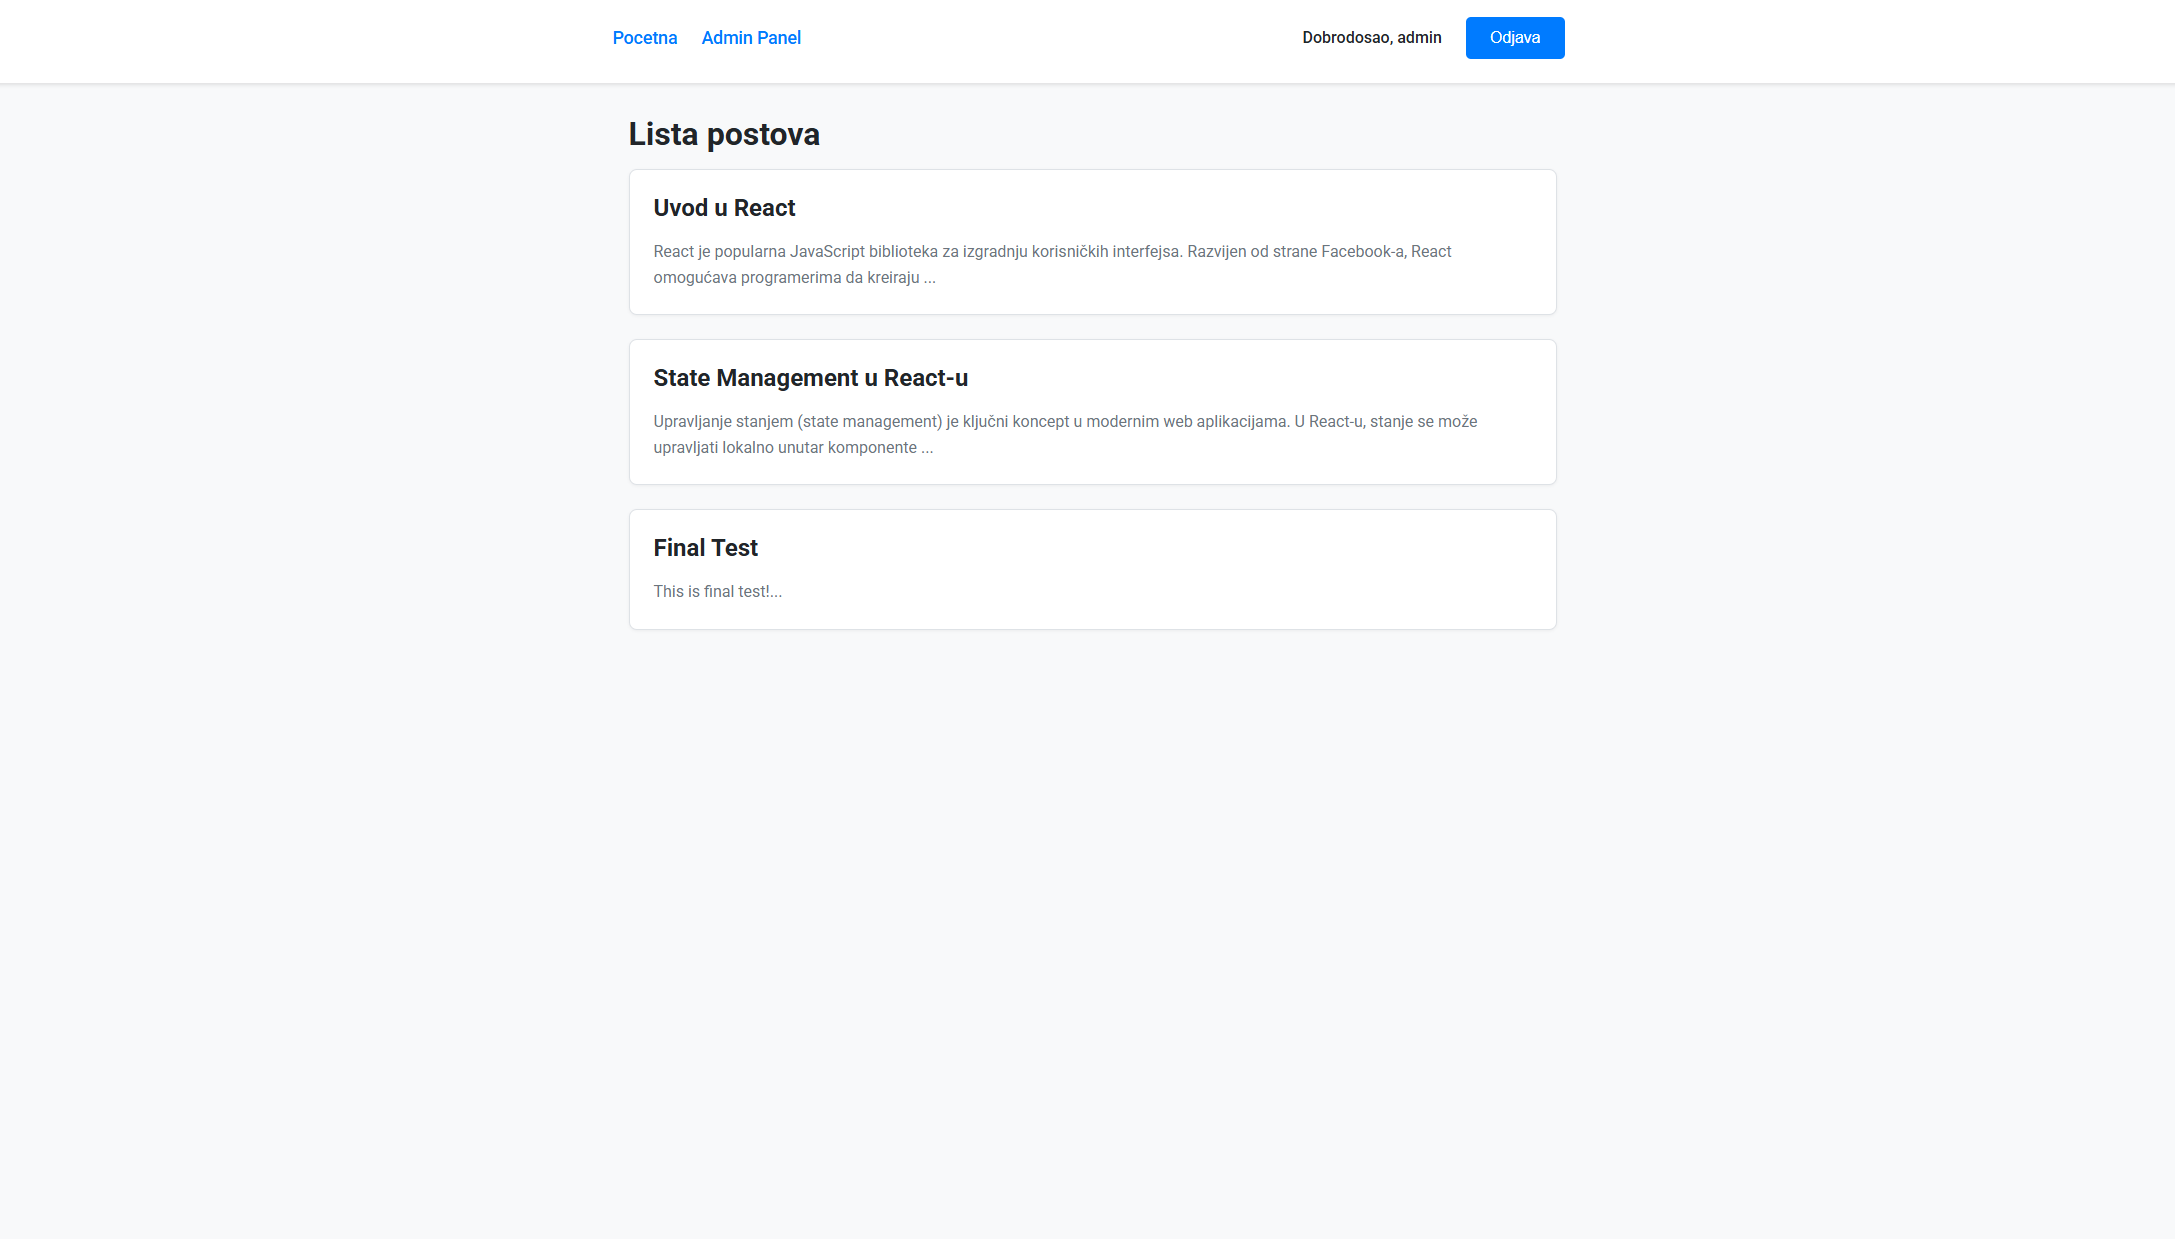 Pocetna Admin Panel Dobrodosao, admin Odjava
Lista postova
Uvod u React
React je popularna JavaScript biblioteka za izgradnju korisničkih interfejsa. Razvijen od strane Facebook-a, React
omogućava programerima da kreiraju ...
State Management u React-u
Upravljanje stanjem (state management) je ključni koncept u modernim web aplikacijama. U React-u, stanje se može
upravljati lokalno unutar komponente ...
Final Test
This is final test!...